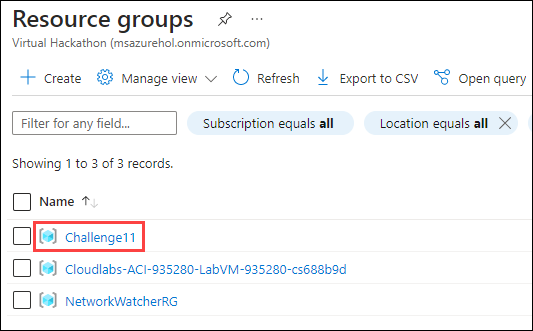 Resource groups
Virtual Hackathon (msazurehol.onmicrosoft.com)
Create Manage view Refresh Export to CSV Open query
Filter for any field... Subscription equals all Location equals all
Showing 1 to 3 of 3 records.
Name
Challenge11
Cloudlabs-ACI-935280-LabVM-935280-cs688b9d
NetworkWatcherRG